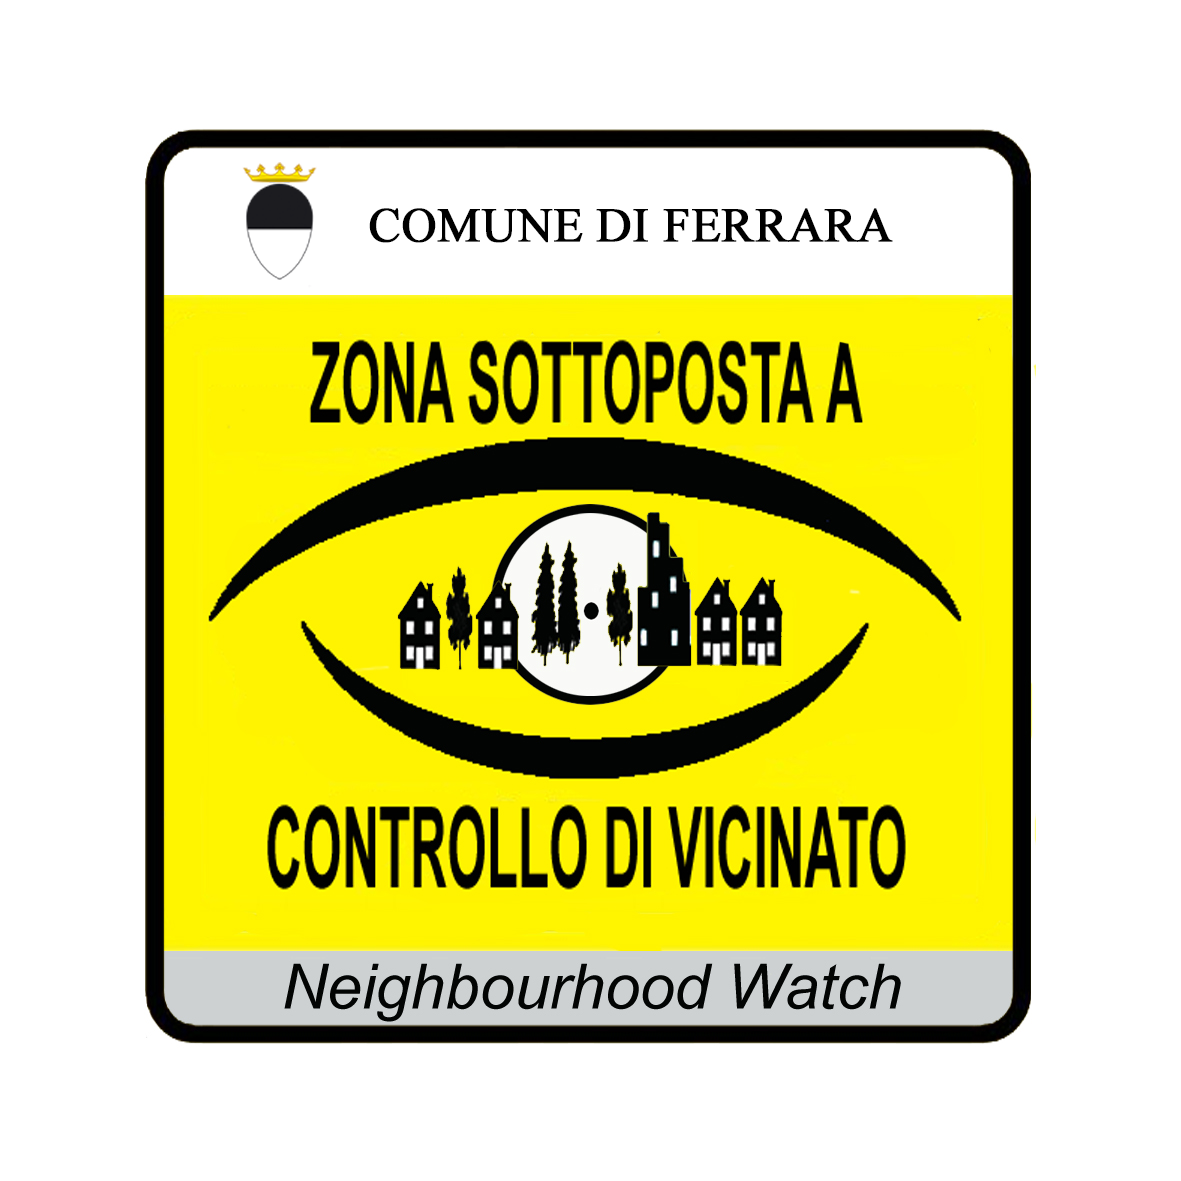 COMUNE DI FERRARA
ZONA SOTTOPOSTA A
CONTROLLO DI VICINATO
Neighbourhood Watch